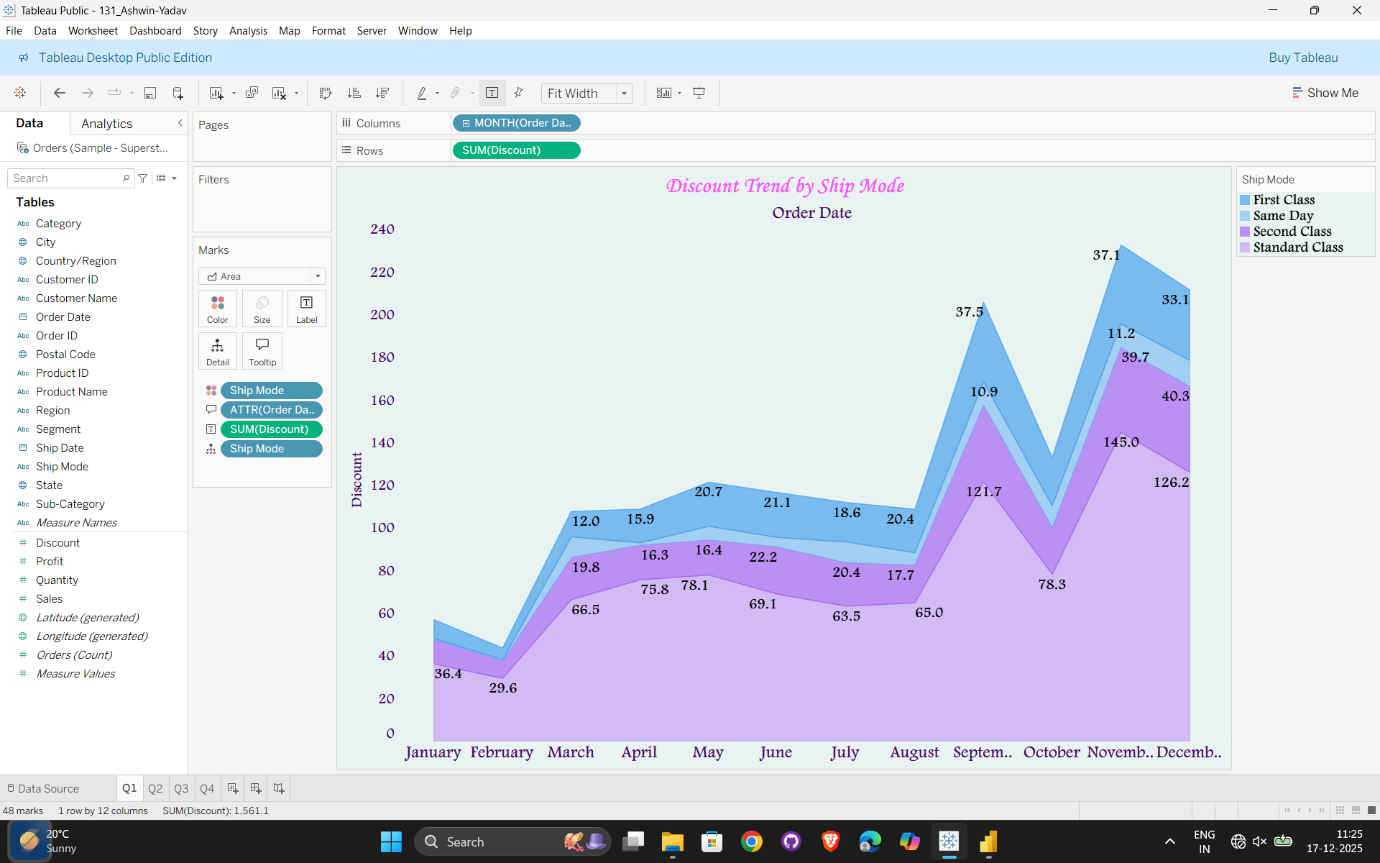 Tableau Public - 131_Ashwin-Yadav
File Data Worksheet Dashboard Story Analysis Map Format Server Window Help
Tableau Desktop Public Edition Buy Tableau
Fit Width Show Me
Data Analytics
Orders (Sample - Superst...
Search
Tables
Abc Category
City
Country/Region
Abc Customer ID
Abc Customer Name
Order Date
Abc Order ID
Postal Code
Abc Product ID
Abc Product Name
Abc Region
Abc Segment
Ship Date
Abc Ship Mode
State
Abc Sub-Category
Abc Measure Names
Discount
Profit
Quantity
Sales
Latitude (generated)
Longitude (generated)
Orders (Count)
Measure Values
Pages
Filters
Marks
Area
Color Size Label
Detail Tooltip
Ship Mode
ATTR(Order Da..
SUM(Discount)
Ship Mode
Columns MONTH(Order Da..
Rows SUM(Discount)
Discount Trend by Ship Mode
Order Date
Discount
240
220
200
180
160
140
120
100
80
60
40
20
0
37.1
33.1
37.5
11.2
39.7
10.9
40.3
145.0
126.2
20.7
121.7
21.1
18.6
12.0 15.9 20.4
16.3 16.4 22.2
19.8 20.4 17.7
78.3
75.8 78.1
66.5 69.1 63.5 65.0
36.4
29.6
January February March April May June July August Septem.. October Novemb.. Decemb..
Ship Mode
First Class
Same Day
Second Class
Standard Class
Data Source Q1 Q2 Q3 Q4
48 marks 1 row by 12 columns SUM(Discount): 1,561.1
20°C
Sunny
Search
ENG
IN
11:25
17-12-2025